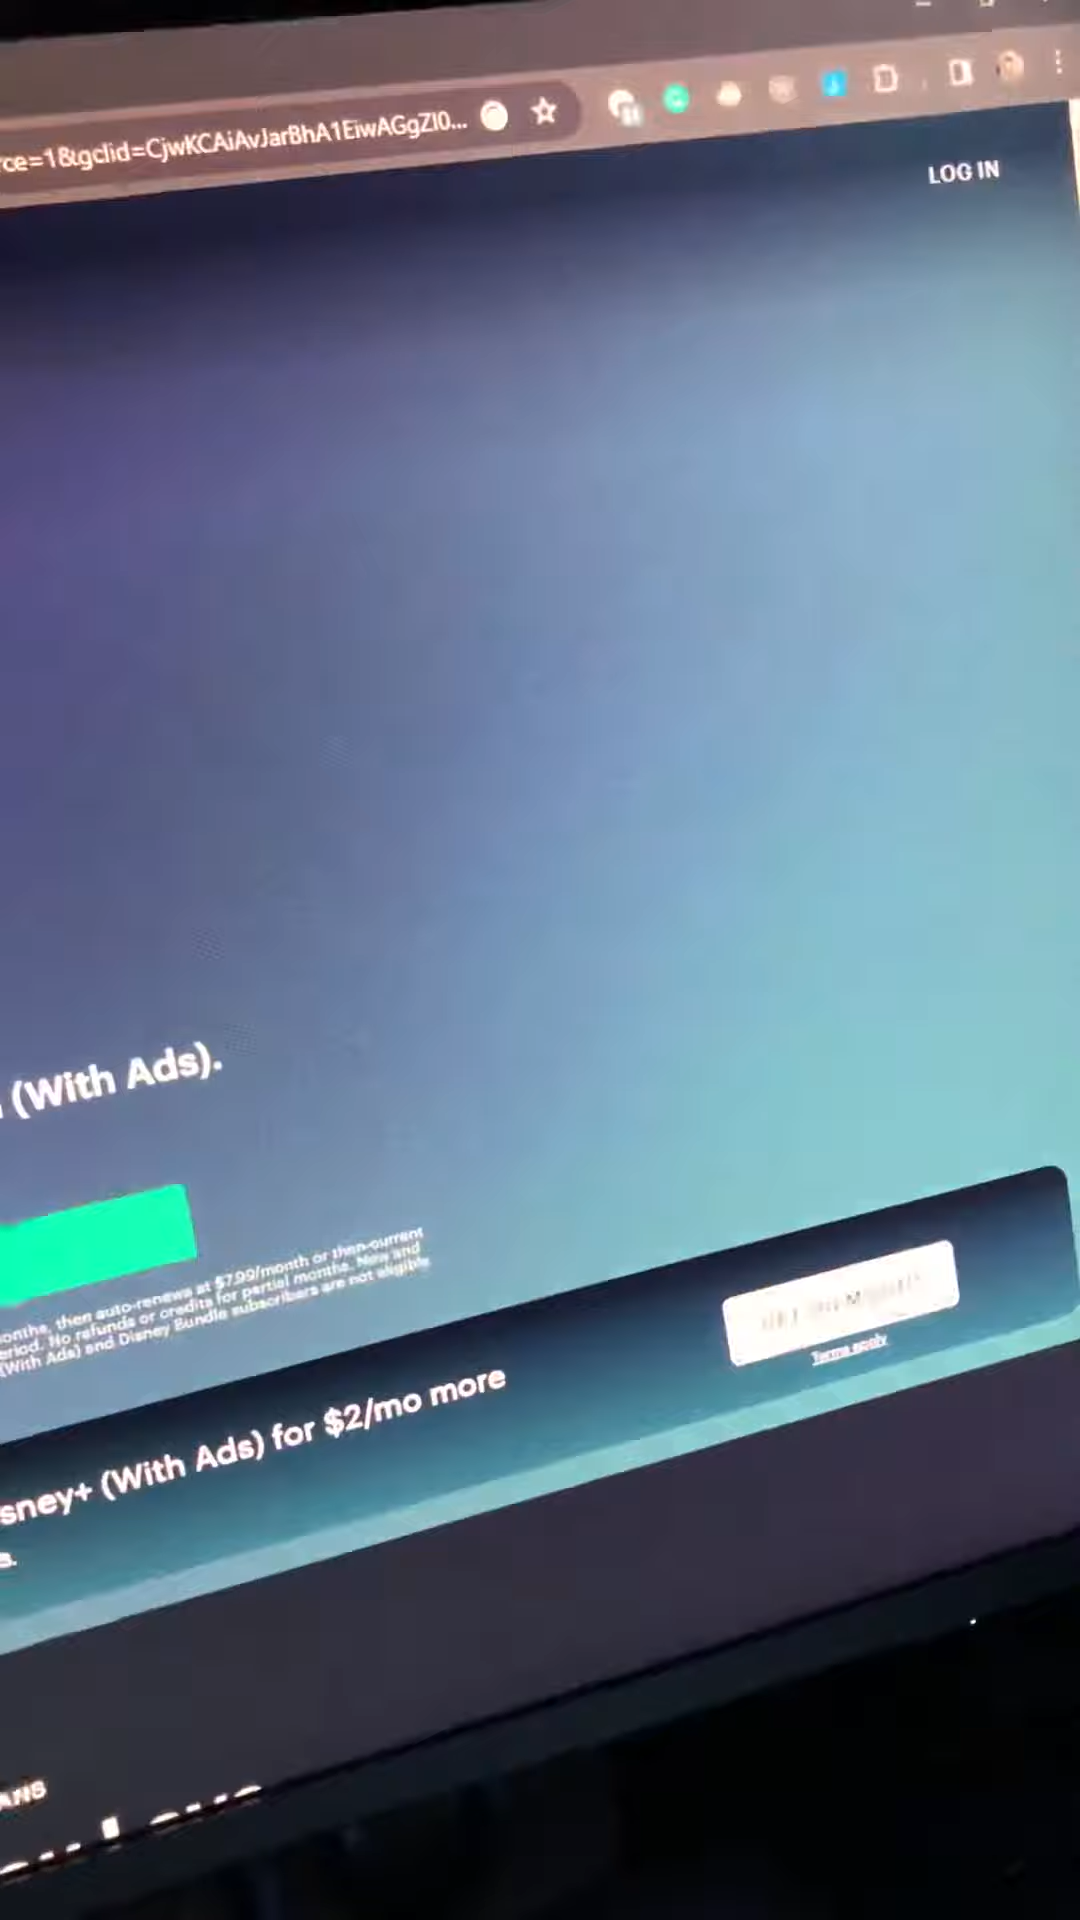 rce=1&gclid=CjwKCAiAvJarBhA1EiwAGgZl0...
LOG IN
(With Ads).
onths, then auto-renews at $7.99/month or then-current
eriod. No refunds or credits for partial months. New and
(With Ads) and Disney Bundle subscribers are not eligible
sney+ (With Ads) for $2/mo more
Terms apply
s.
ANS